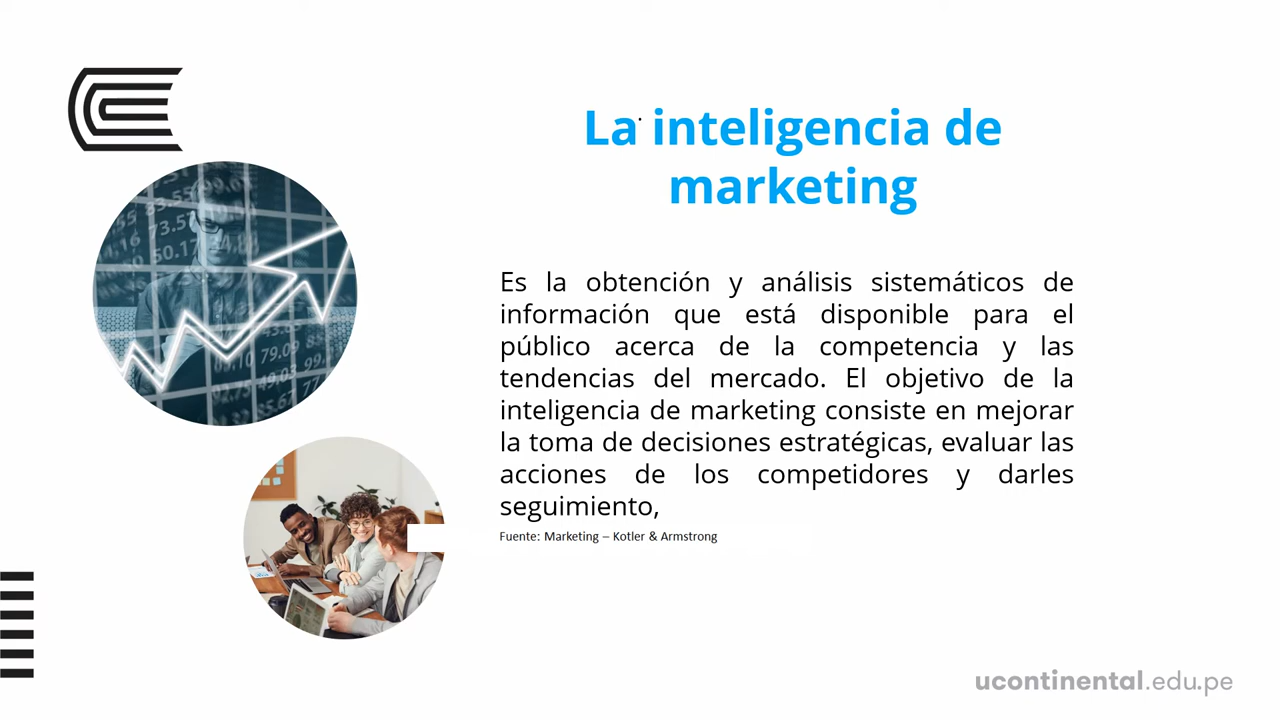 La inteligencia de
marketing
Es la obtención y análisis sistemáticos de
información que está disponible para el
público acerca de la competencia y las
tendencias del mercado. El objetivo de la
inteligencia de marketing consiste en mejorar
la toma de decisiones estratégicas, evaluar las
acciones de los competidores y darles
seguimiento,
Fuente: Marketing – Kotler & Armstrong
ucontinental.edu.pe